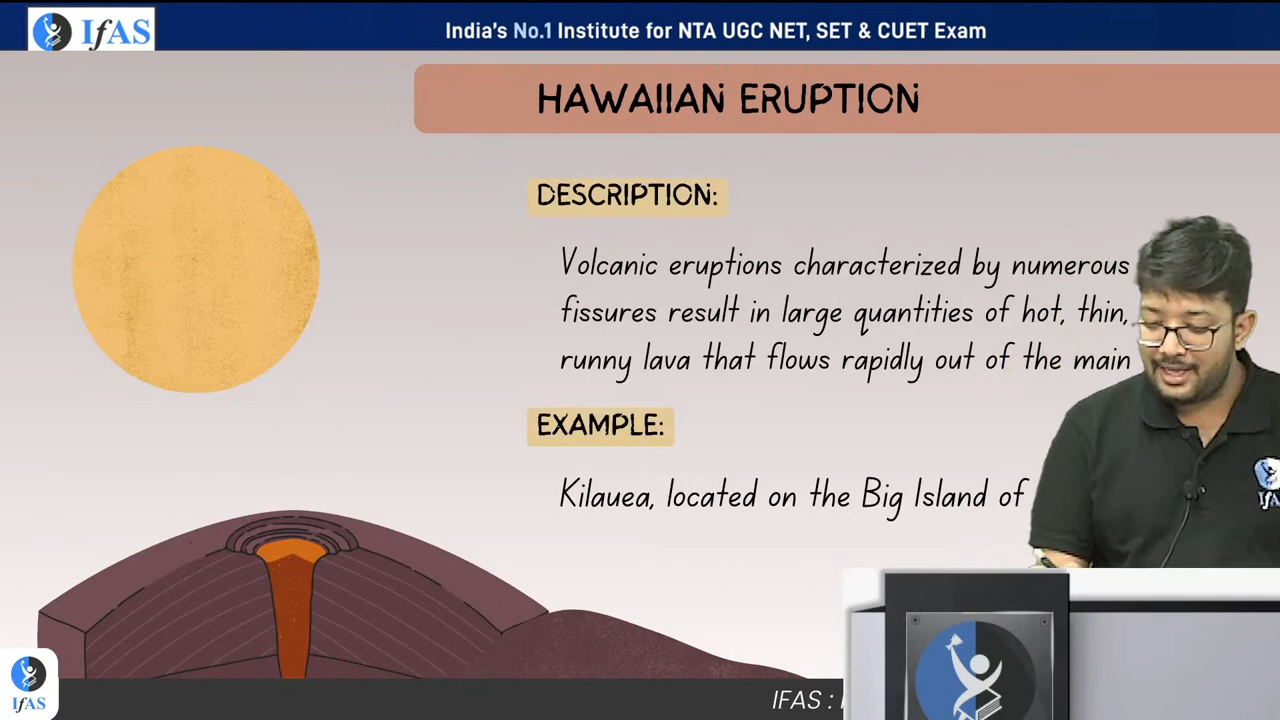 IfAS
India's No.1 Institute for NTA UGC NET, SET & CUET Exam
HAWAIIAN ERUPTION
DESCRIPTION:
Volcanic eruptions characterized by numerous
fissures result in large quantities of hot, thin,
runny lava that flows rapidly out of the main
EXAMPLE:
Kilauea, located on the Big Island of
IfAS
IFAS :